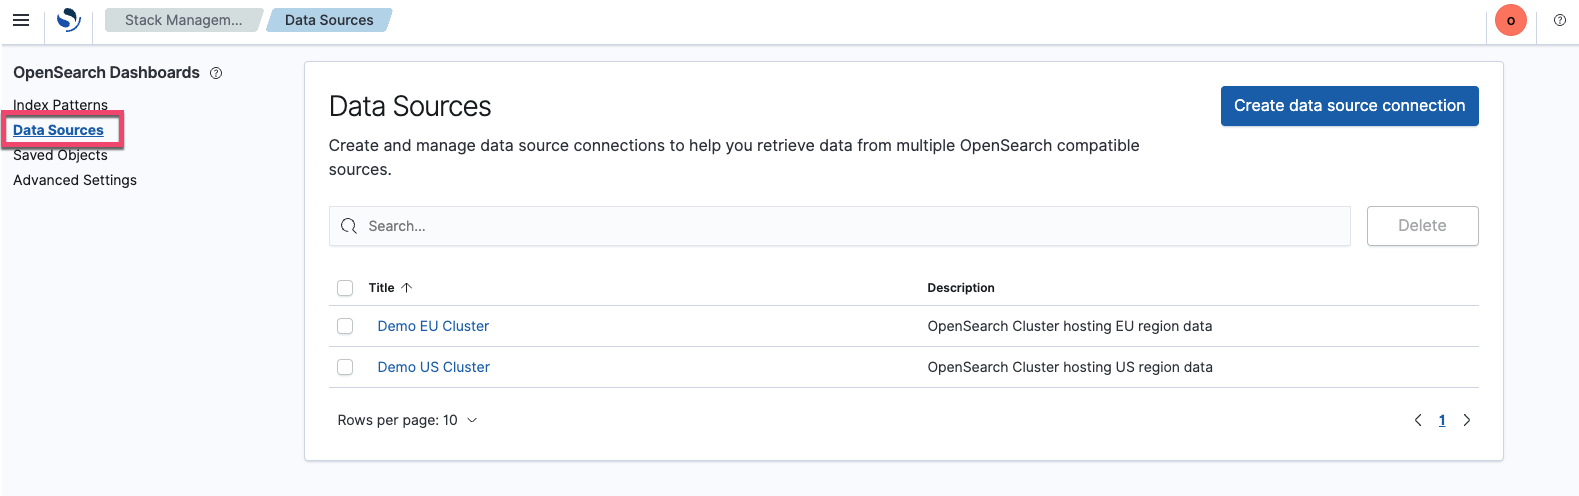 Stack Managem...
Data Sources
o
OpenSearch Dashboards
Index Patterns
Data Sources
Saved Objects
Advanced Settings
Data Sources
Create data source connection
Create and manage data source connections to help you retrieve data from multiple OpenSearch compatible
sources.
Search...
Delete
Title Description
Demo EU Cluster OpenSearch Cluster hosting EU region data
Demo US Cluster OpenSearch Cluster hosting US region data
Rows per page: 10
1